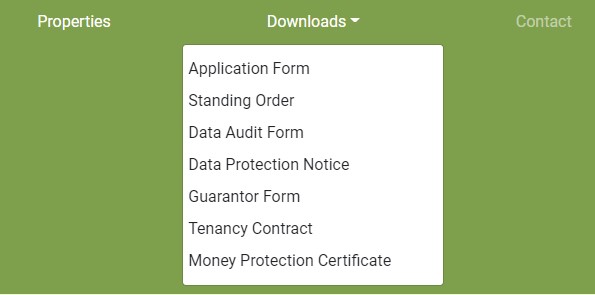 Properties Downloads Contact
Application Form
Standing Order
Data Audit Form
Data Protection Notice
Guarantor Form
Tenancy Contract
Money Protection Certificate